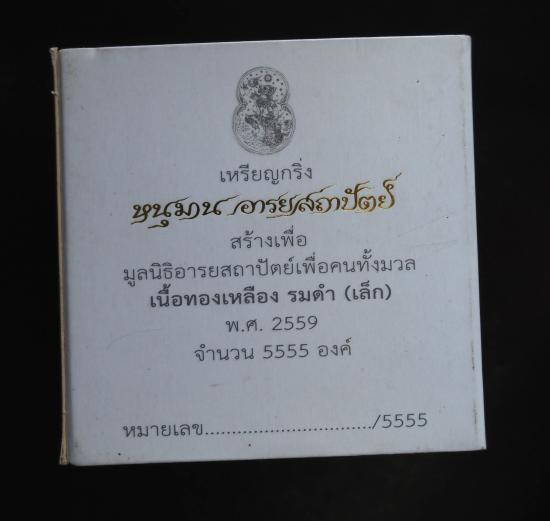 เหรียญกริ่ง
หนุมาน อารยสถาปัตย์
สร้างเพื่อ
มูลนิธิอารยสถาปัตย์เพื่อคนทั้งมวล
เนื้อทองเหลือง รมดำ (เล็ก)
พ.ศ. 2559
จำนวน 5555 องค์
หมายเลข................................/5555